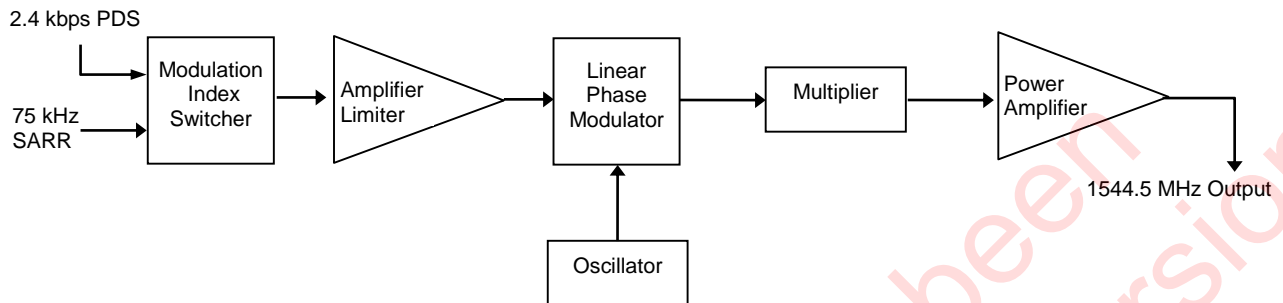 2.4 kbps PDS
75 kHz
SARR
Modulation
Index
Switcher
Amplifier
Limiter
Linear
Phase
Modulator
Oscillator
Multiplier
Power
Amplifier
1544.5 MHz Output
been